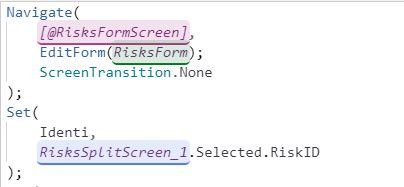 Navigate(
[@RisksFormScreen],
EditForm(RisksForm);
ScreenTransition.None
);
Set(
Identi,
RisksSplitScreen_1.Selected.RiskID
);